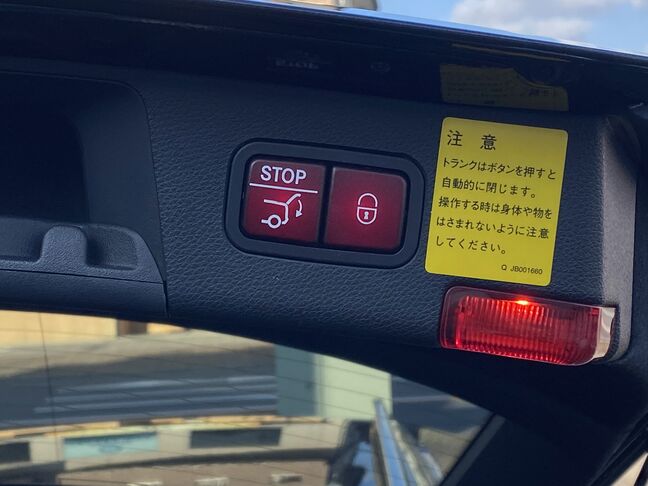 STOP
注 意
トランクはボタンを押すと
自動的に閉じます。
操作する時は身体や物を
はさまれないように注意
してください。
Q JB001660